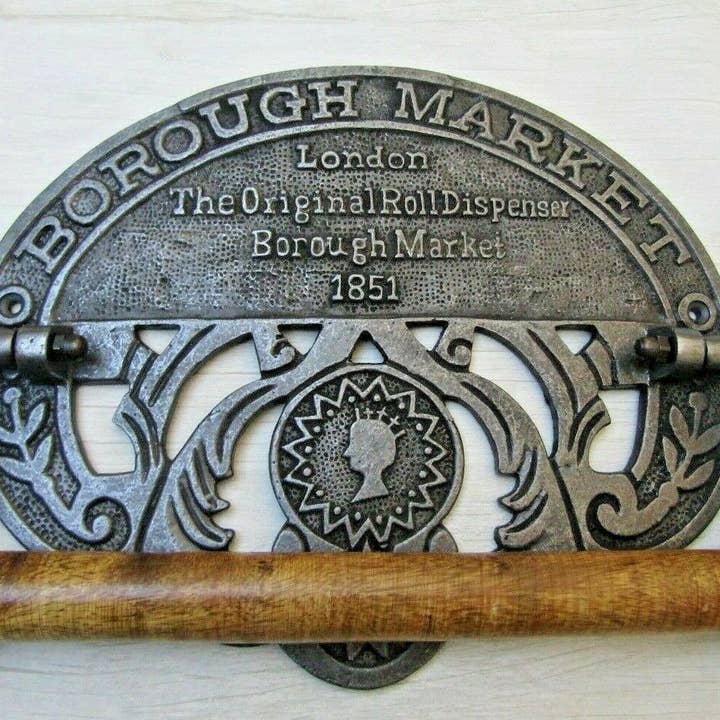 BOROUGH MARKET
London
The Original Roll Dispenser
Borough Market
1851